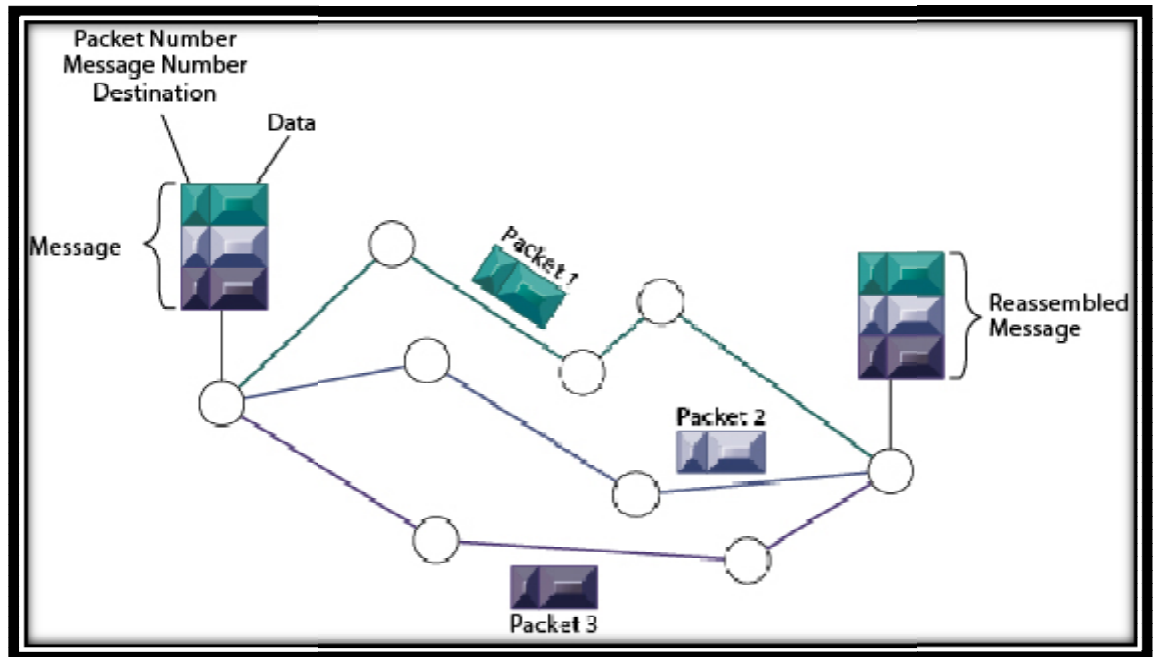 Packet Number
Message Number
Destination
Data
Message
Packet 1
Reassembled
Message
Packet 2
Packet 3